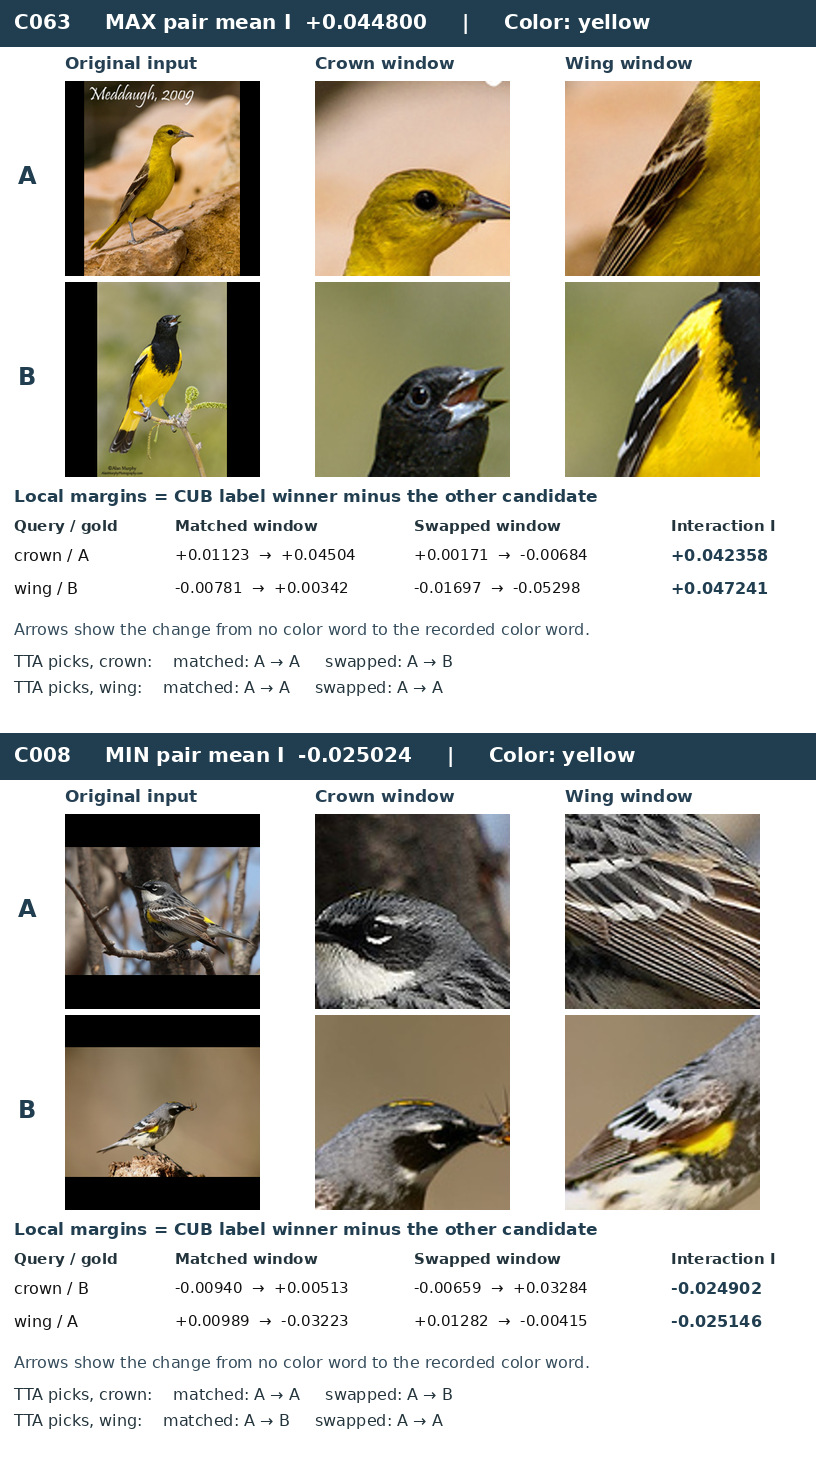 C063 MAX pair mean I +0.044800 | Color: yellow
Original input Crown window Wing window
Meddaugh, 2009
A
B
©Alan Murphy
Local margins = CUB label winner minus the other candidate
Query / gold Matched window Swapped window Interaction I
crown / A +0.01123 → +0.04504 +0.00171 → -0.00684 +0.042358
wing / B -0.00781 → +0.00342 -0.01697 → -0.05298 +0.047241
Arrows show the change from no color word to the recorded color word.
TTA picks, crown: matched: A → A swapped: A → B
TTA picks, wing: matched: A → A swapped: A → A
C008 MIN pair mean I -0.025024 | Color: yellow
Original input Crown window Wing window
A
B
Local margins = CUB label winner minus the other candidate
Query / gold Matched window Swapped window Interaction I
crown / B -0.00940 → +0.00513 -0.00659 → +0.03284 -0.024902
wing / A +0.00989 → -0.03223 +0.01282 → -0.00415 -0.025146
Arrows show the change from no color word to the recorded color word.
TTA picks, crown: matched: A → A swapped: A → B
TTA picks, wing: matched: A → B swapped: A → A